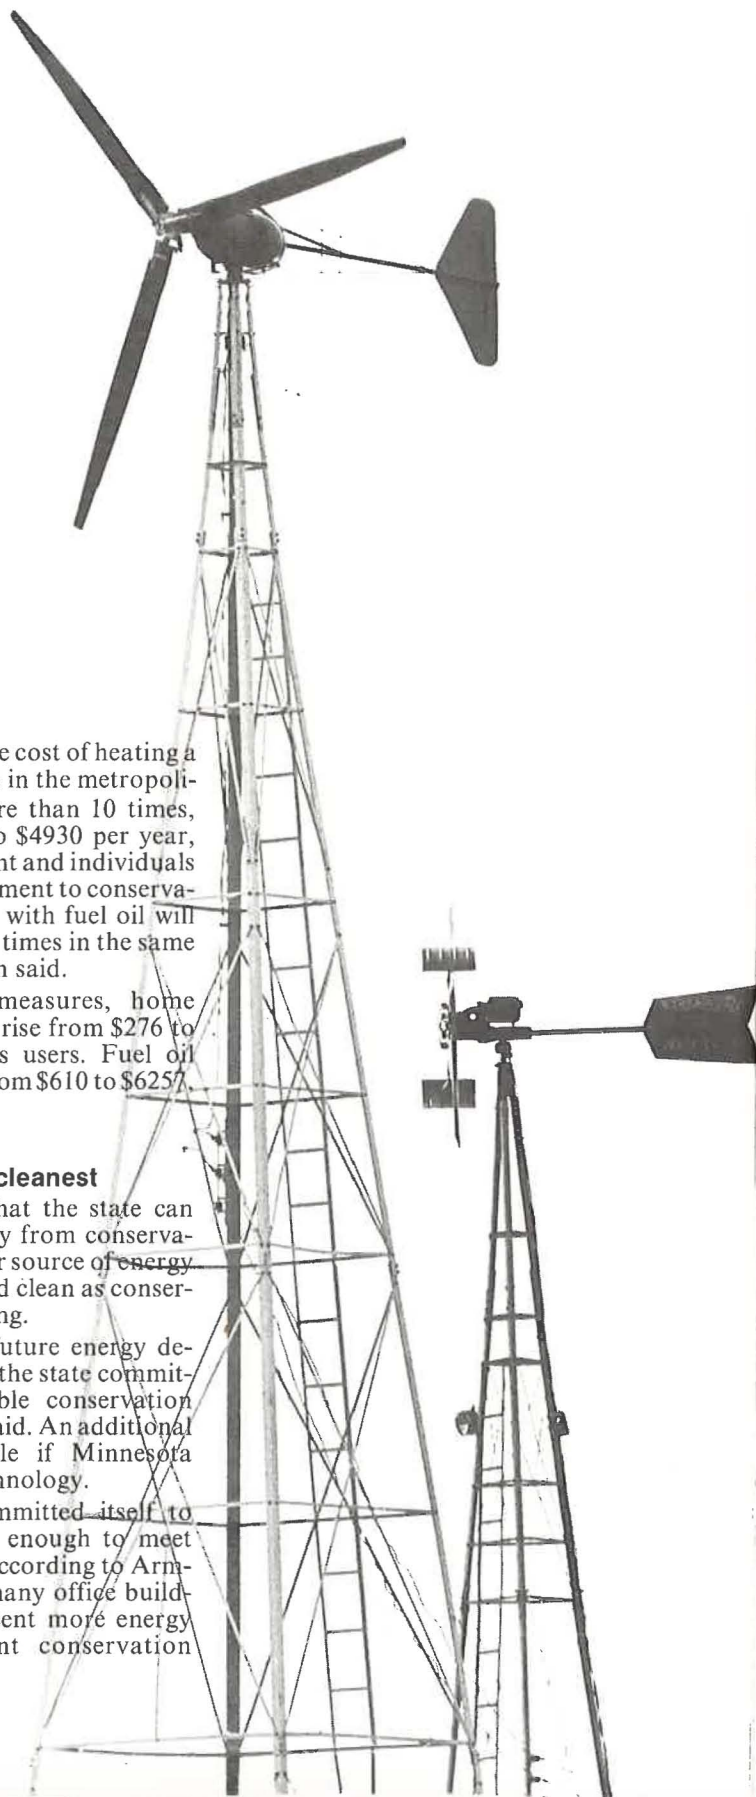 e cost of heating a
in the metropoli-
re than 10 times,
o $4930 per year,
nt and individuals
ment to conserva-
with fuel oil will
times in the same
n said.
measures, home
rise from $276 to
s users. Fuel oil
om $610 to $6257.
cleanest
hat the state can
y from conserva-
r source of energy
d clean as conser-
ng.
uture energy de-
the state commit-
ble conservation
aid. An additional
le if Minnesota
hnology.
mmitted itself to
enough to meet
ccording to Arm-
many office build-
ent more energy
nt conservation